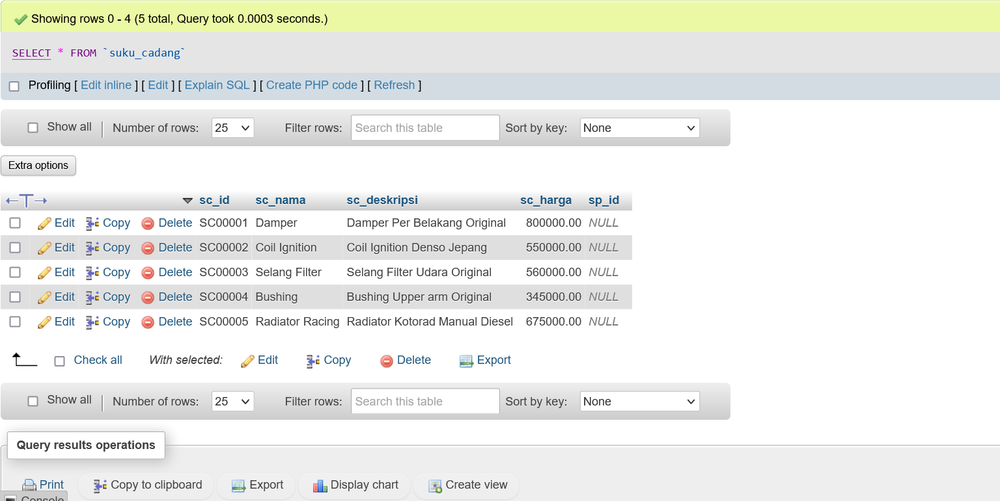 Showing rows 0 - 4 (5 total, Query took 0.0003 seconds.)
SELECT * FROM `suku_cadang`
Profiling [ Edit inline ] [ Edit ] [ Explain SQL ] [ Create PHP code ] [ Refresh ]
Show all | Number of rows: 25 Filter rows: Search this table Sort by key: None
Extra options
←T→ sc_id sc_nama sc_deskripsi sc_harga sp_id
Edit Copy Delete SC00001 Damper Damper Per Belakang Original 800000.00 NULL
Edit Copy Delete SC00002 Coil Ignition Coil Ignition Denso Jepang 550000.00 NULL
Edit Copy Delete SC00003 Selang Filter Selang Filter Udara Original 560000.00 NULL
Edit Copy Delete SC00004 Bushing Bushing Upper arm Original 345000.00 NULL
Edit Copy Delete SC00005 Radiator Racing Radiator Kotorad Manual Diesel 675000.00 NULL
Check all With selected: Edit Copy Delete Export
Show all | Number of rows: 25 Filter rows: Search this table Sort by key: None
Query results operations
Print Copy to clipboard Export Display chart Create view
Console